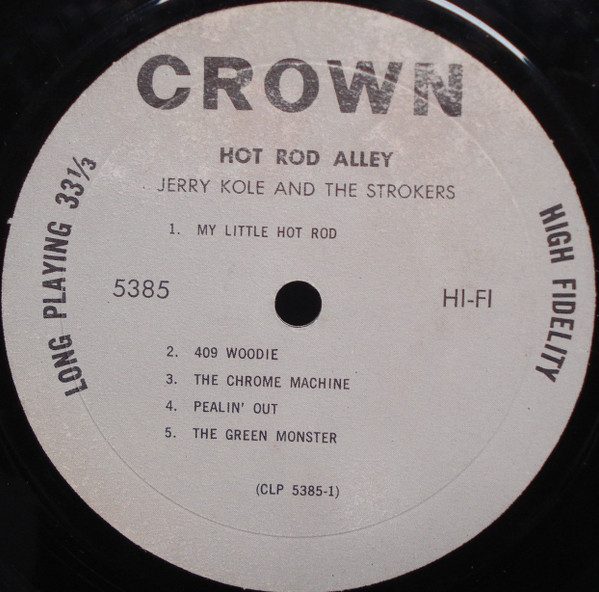 CROWN
HOT ROD ALLEY
JERRY KOLE AND THE STROKERS
1. MY LITTLE HOT ROD
LONG PLAYING 33⅓
5385
HI-FI
HIGH FIDELITY
2. 409 WOODIE
3. THE CHROME MACHINE
4. PEALIN' OUT
5. THE GREEN MONSTER
(CLP 5385-1)